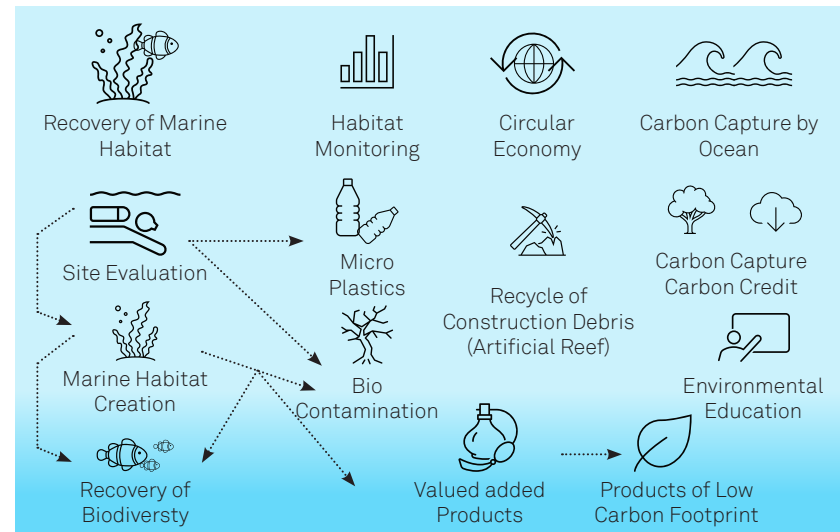 Recovery of Marine
Habitat
Habitat
Monitoring
Circular
Economy
Carbon Capture by
Ocean
Site Evaluation
Micro
Plastics
Recycle of
Construction Debris
(Artificial Reef)
Carbon Capture
Carbon Credit
Marine Habitat
Creation
Bio
Contamination
Environmental
Education
Recovery of
Biodiversty
Valued added
Products
Products of Low
Carbon Footprint